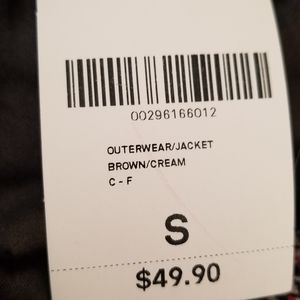 00296166012
OUTERWEAR/JACKET
BROWN/CREAM
C - F
S
$49.90